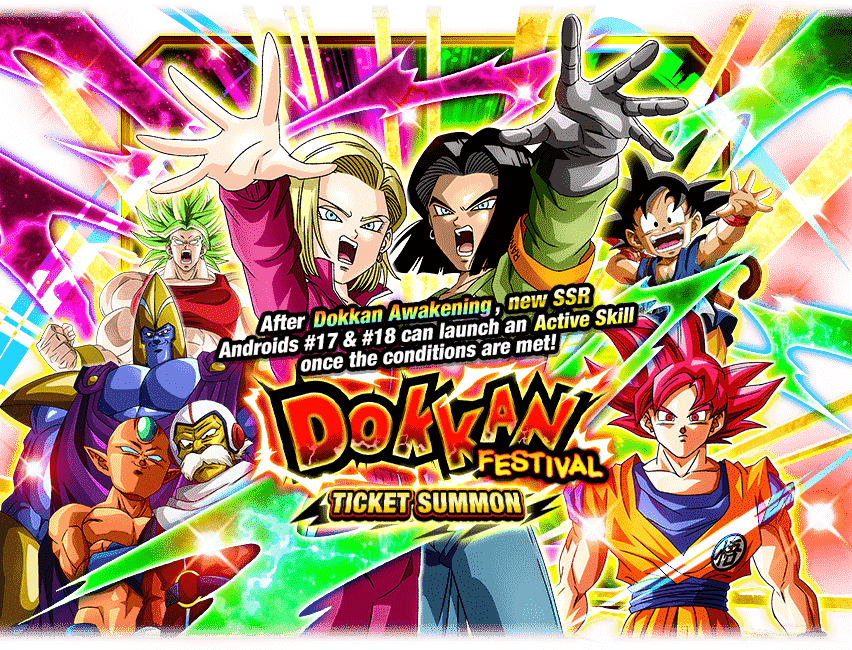 After Dokkan Awakening, new SSR
Androids #17 & #18 can launch an Active Skill
once the conditions are met!
DOKKAN
FESTIVAL
TICKET SUMMON
悟